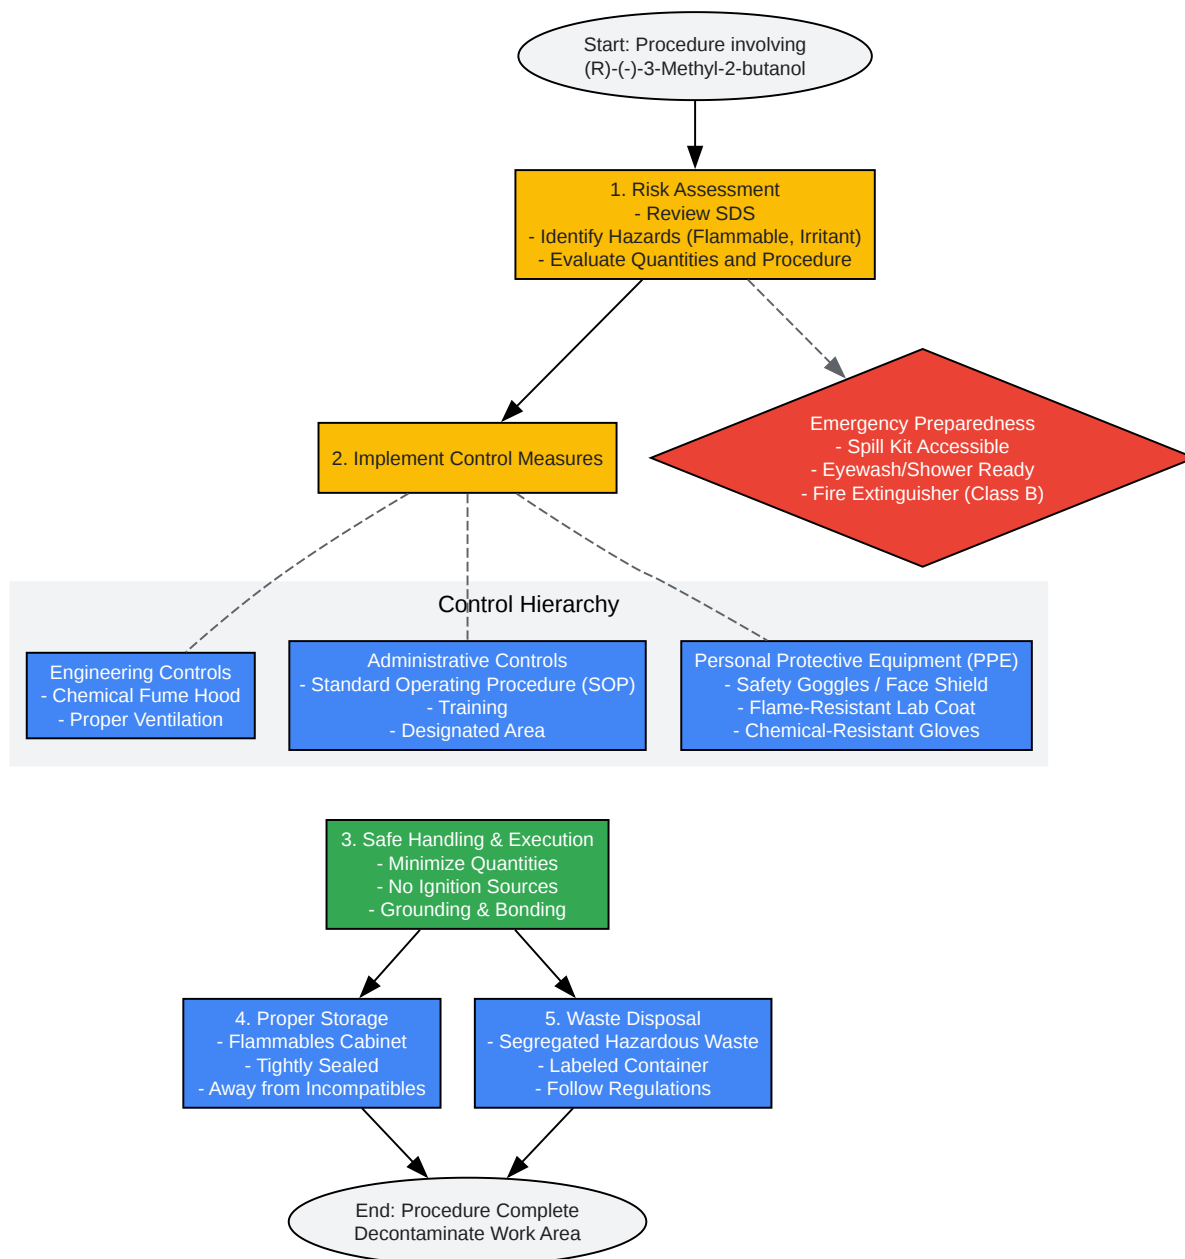 Start: Procedure involving
(R)-(-)-3-Methyl-2-butanol
1. Risk Assessment
- Review SDS
- Identify Hazards (Flammable, Irritant)
- Evaluate Quantities and Procedure
Emergency Preparedness
- Spill Kit Accessible
- Eyewash/Shower Ready
- Fire Extinguisher (Class B)
2. Implement Control Measures
Control Hierarchy
Engineering Controls
- Chemical Fume Hood
- Proper Ventilation
Administrative Controls
- Standard Operating Procedure (SOP)
- Training
- Designated Area
Personal Protective Equipment (PPE)
- Safety Goggles / Face Shield
- Flame-Resistant Lab Coat
- Chemical-Resistant Gloves
3. Safe Handling & Execution
- Minimize Quantities
- No Ignition Sources
- Grounding & Bonding
4. Proper Storage
- Flammables Cabinet
- Tightly Sealed
- Away from Incompatibles
5. Waste Disposal
- Segregated Hazardous Waste
- Labeled Container
- Follow Regulations
End: Procedure Complete
Decontaminate Work Area